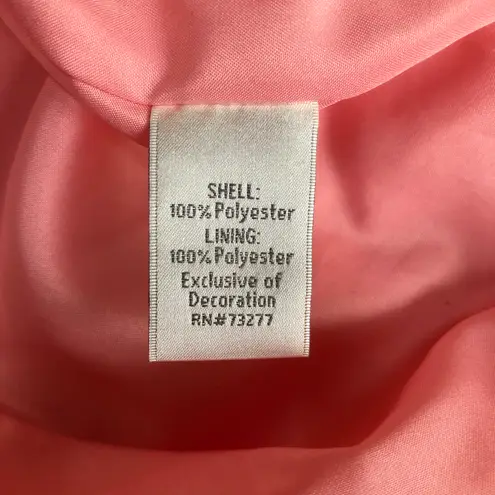 SHELL:
100% Polyester
LINING:
100% Polyester
Exclusive of
Decoration
RN#73277